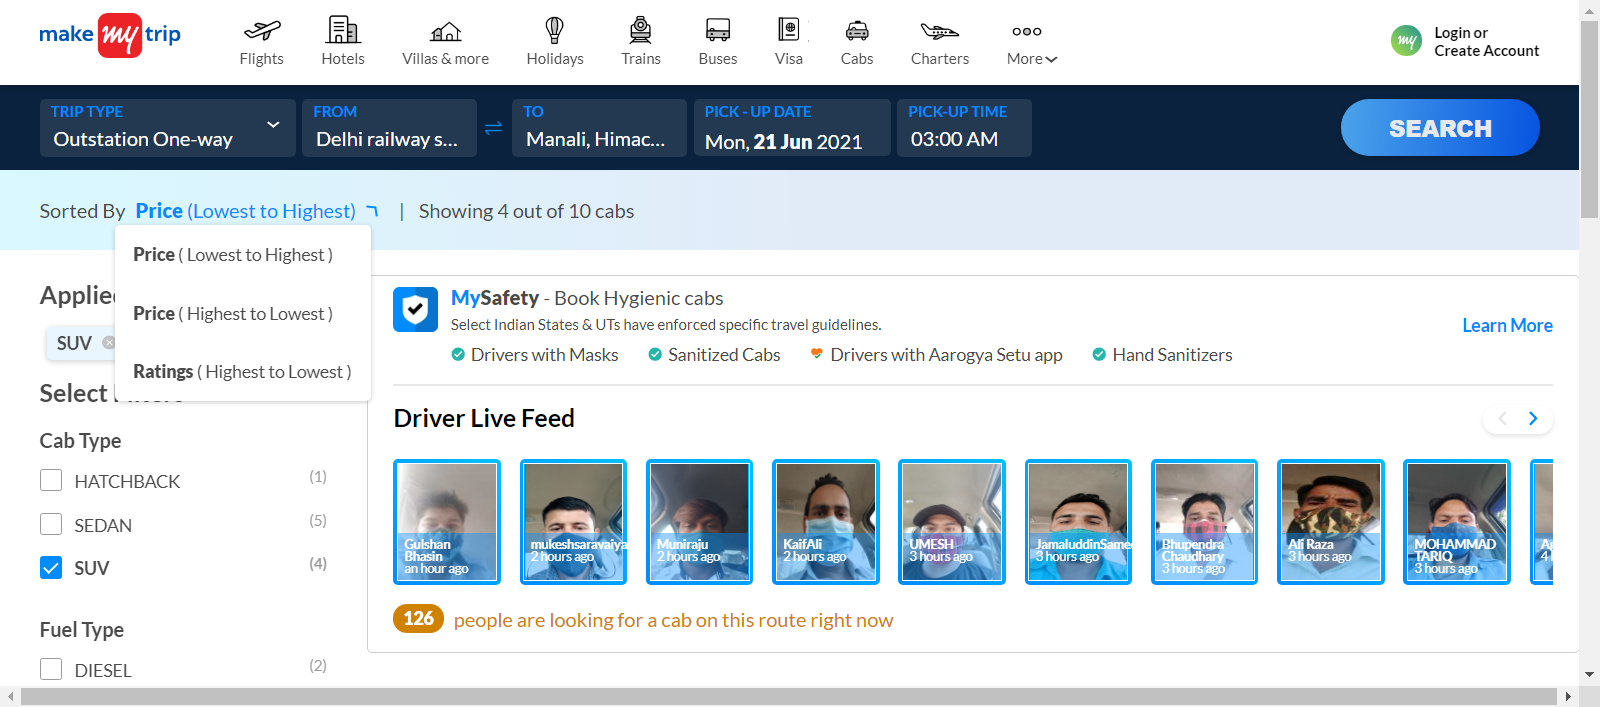 make my trip
Flights
Hotels
Villas & more
Holidays
Trains
Buses
Visa
Cabs
Charters
More
my
Login or
Create Account
TRIP TYPE
Outstation One-way
FROM
Delhi railway s...
TO
Manali, Himac...
PICK - UP DATE
Mon, 21 Jun 2021
PICK-UP TIME
03:00 AM
SEARCH
Sorted By Price (Lowest to Highest) | Showing 4 out of 10 cabs
Price ( Lowest to Highest )
Price ( Highest to Lowest )
Ratings ( Highest to Lowest )
Applie
SUV
Select
Cab Type
HATCHBACK (1)
SEDAN (5)
SUV (4)
Fuel Type
DIESEL (2)
MySafety - Book Hygienic cabs
Select Indian States & UTs have enforced specific travel guidelines.
Learn More
Drivers with Masks
Sanitized Cabs
Drivers with Aarogya Setu app
Hand Sanitizers
Driver Live Feed
Gulshan
Bhasin
an hour ago
mukeshsaravaiya
2 hours ago
Muniraju
2 hours ago
KaifAli
2 hours ago
UMESH
3 hours ago
JamaluddinSame
3 hours ago
Bhupendra
Chaudhary
3 hours ago
Ali Raza
3 hours ago
MOHAMMAD
TARIQ
3 hours ago
126 people are looking for a cab on this route right now